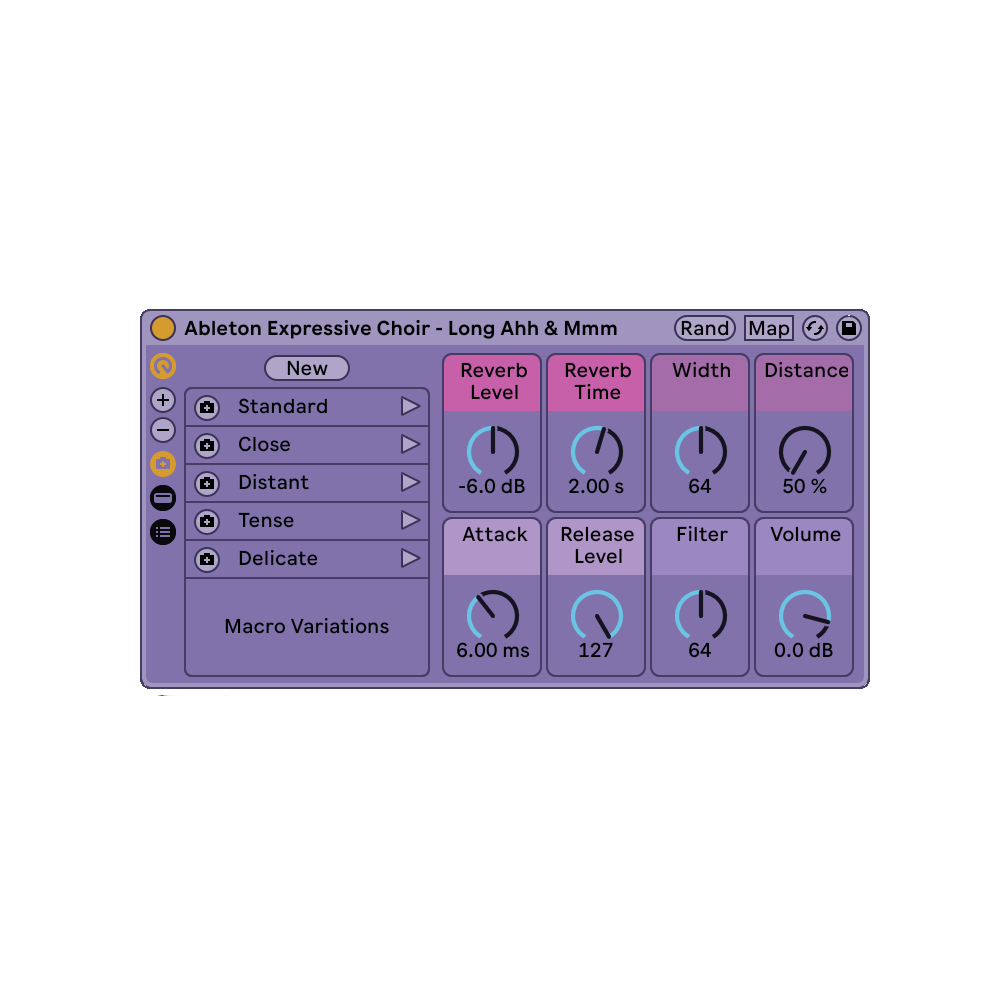 Ableton Expressive Choir - Long Ahh & Mmm
Rand
Map
New
Standard
Close
Distant
Tense
Delicate
Macro Variations
Reverb
Level
-6.0 dB
Reverb
Time
2.00 s
Width
64
Distance
50 %
Attack
6.00 ms
Release
Level
127
Filter
64
Volume
0.0 dB